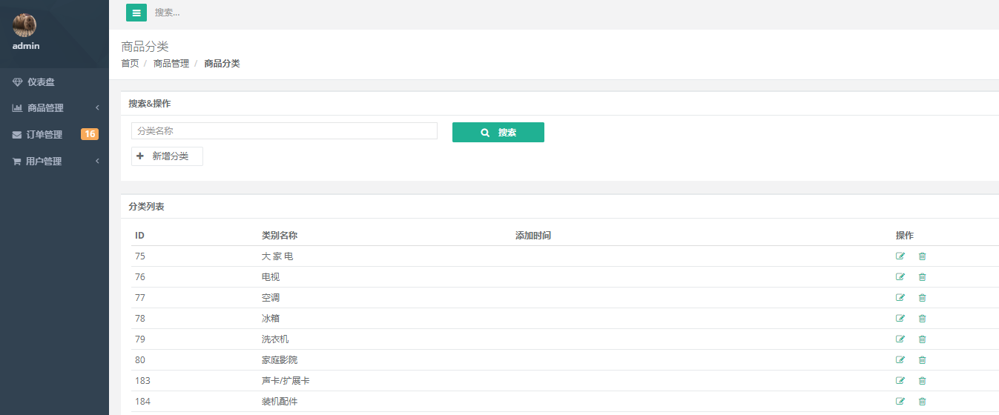 搜索...
admin
商品分类
首页 / 商品管理 / 商品分类
仪表盘
商品管理
订单管理 16
用户管理
搜索&操作
分类名称 搜索
新增分类
分类列表
ID 类别名称 添加时间 操作
75 大 家 电
76 电视
77 空调
78 冰箱
79 洗衣机
80 家庭影院
183 声卡/扩展卡
184 装机配件